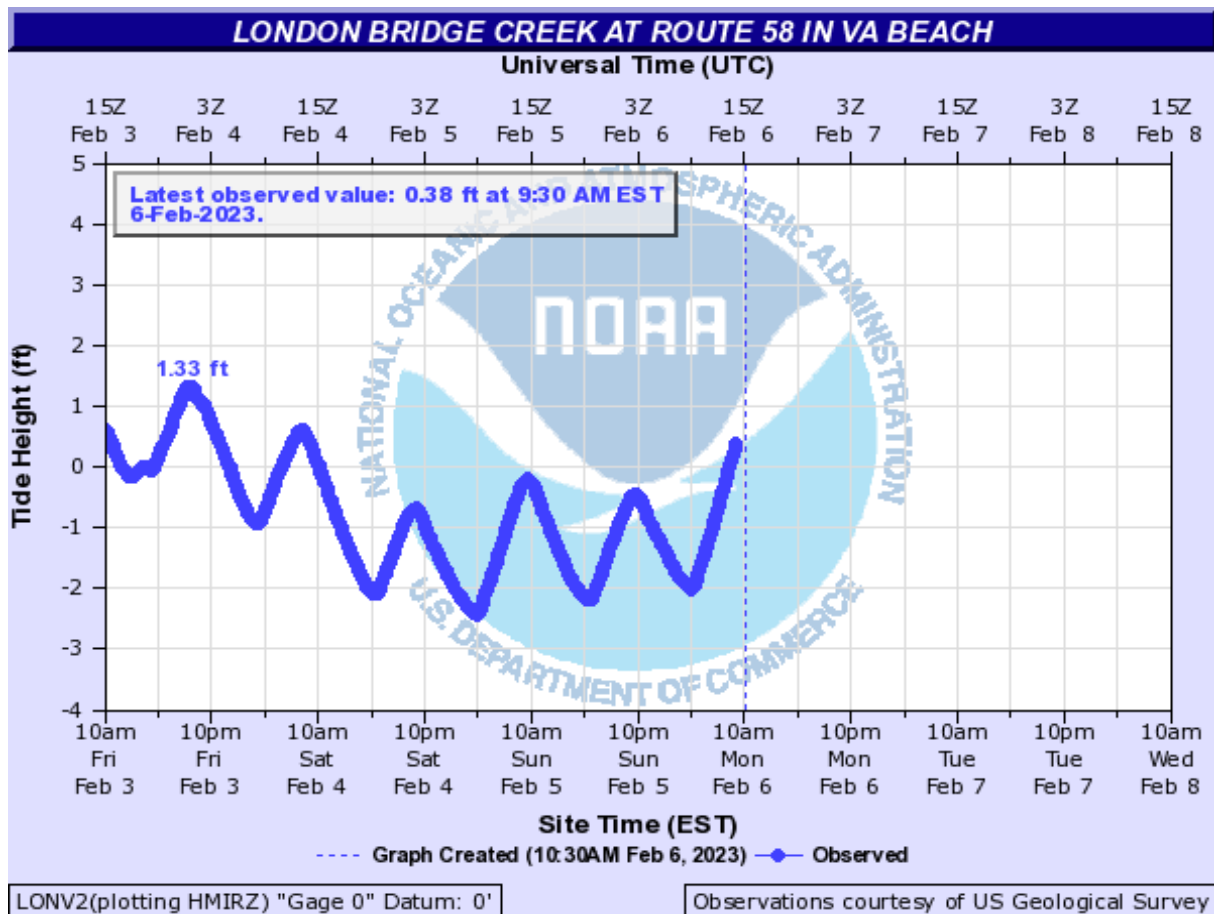 LONDON BRIDGE CREEK AT ROUTE 58 IN VA BEACH
Universal Time (UTC)
15Z 3Z 15Z 3Z 15Z 3Z 15Z 3Z 15Z 3Z 15Z
Feb 3 Feb 4 Feb 4 Feb 5 Feb 5 Feb 6 Feb 6 Feb 7 Feb 7 Feb 8 Feb 8
Latest observed value: 0.38 ft at 9:30 AM EST
6-Feb-2023.
NATIONAL OCEANIC AND ATMOSPHERIC ADMINISTRATION
NOAA
U.S. DEPARTMENT OF COMMERCE
1.33 ft
Tide Height (ft)
5
4
3
2
1
0
-1
-2
-3
-4
10am 10pm 10am 10pm 10am 10pm 10am 10pm 10am 10pm 10am
Fri Fri Sat Sat Sun Sun Mon Mon Tue Tue Wed
Feb 3 Feb 3 Feb 4 Feb 4 Feb 5 Feb 5 Feb 6 Feb 6 Feb 7 Feb 7 Feb 8
Site Time (EST)
Graph Created (10:30AM Feb 6, 2023) Observed
LONV2(plotting HMIRZ) "Gage 0" Datum: 0'
Observations courtesy of US Geological Survey